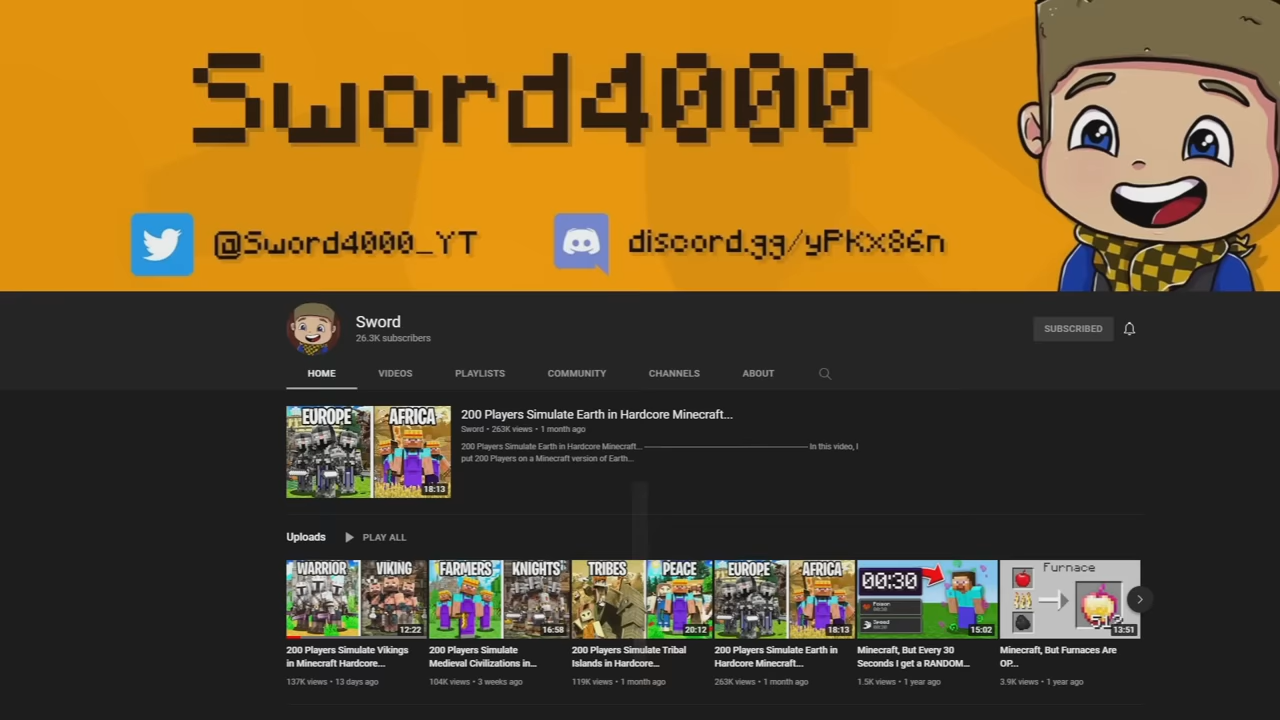 Sword4000
@Sword4000_YT
discord.gg/yPKx86n
Sword
26.3K subscribers
SUBSCRIBED
HOME
VIDEOS
PLAYLISTS
COMMUNITY
CHANNELS
ABOUT
EUROPE
AFRICA
18:13
200 Players Simulate Earth in Hardcore Minecraft...
Sword • 263K views • 1 month ago
200 Players Simulate Earth in Hardcore Minecraft... In this video, I
put 200 Players on a Minecraft version of Earth...
Uploads
PLAY ALL
WARRIOR
VIKING
12:22
200 Players Simulate Vikings
in Minecraft Hardcore...
137K views • 13 days ago
FARMERS
KNIGHTS
16:58
200 Players Simulate
Medieval Civilizations in...
104K views • 3 weeks ago
TRIBES
PEACE
20:12
200 Players Simulate Tribal
Islands in Hardcore...
119K views • 1 month ago
EUROPE
AFRICA
18:13
200 Players Simulate Earth in
Hardcore Minecraft...
263K views • 1 month ago
00:30
Poison
Speed
15:02
Minecraft, But Every 30
Seconds I get a RANDOM...
1.5K views • 1 year ago
Furnace
13:51
Minecraft, But Furnaces Are
OP...
3.9K views • 1 year ago